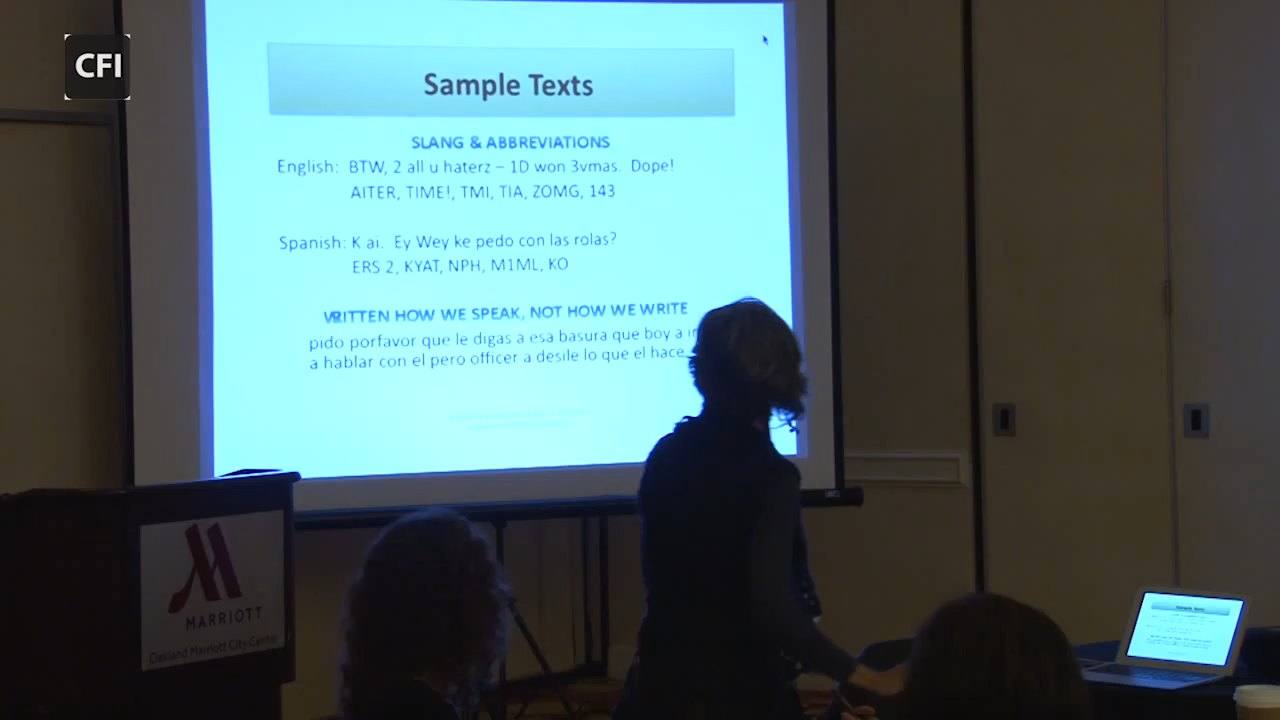 CFI
Sample Texts
SLANG & ABBREVIATIONS
English: BTW, 2 all u haterz – 1D won 3vmas. Dope!
AITER, TIME!, TMI, TIA, ZOMG, 143
Spanish: K ai. Ey Wey ke pedo con las rolas?
ERS 2, KYAT, NPH, M1ML, KO
WRITTEN HOW WE SPEAK, NOT HOW WE WRITE
pido porfavor que le digas a esa basura que boy a
a hablar con el pero officer a desile lo que el hace
MARRIOTT
Oakland Marriott City Center
Sample Texts